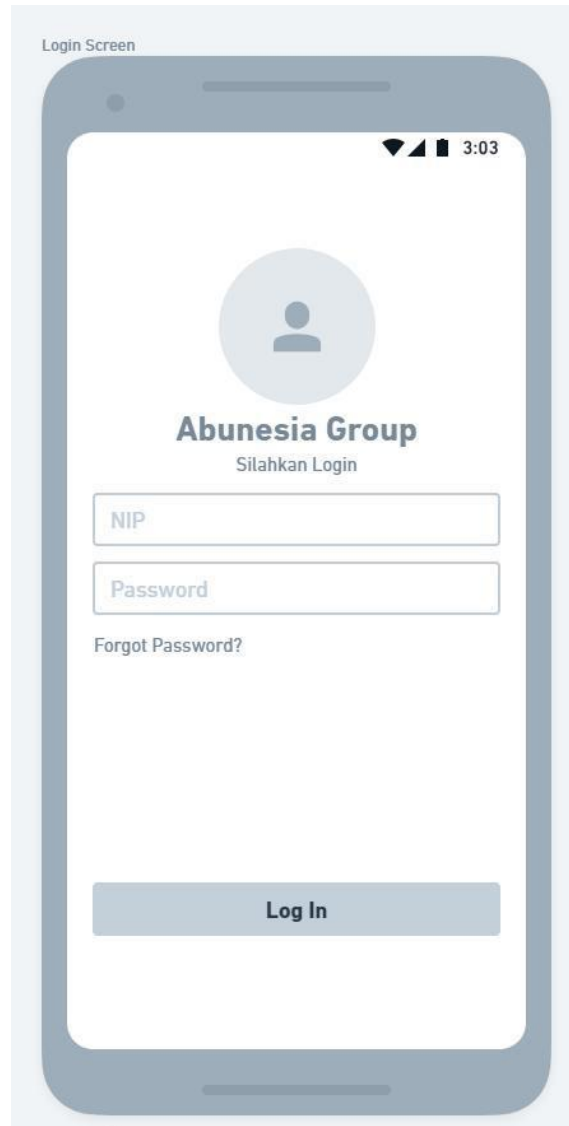 Login Screen
3:03
Abunesia Group
Silahkan Login
NIP
Password
Forgot Password?
Log In